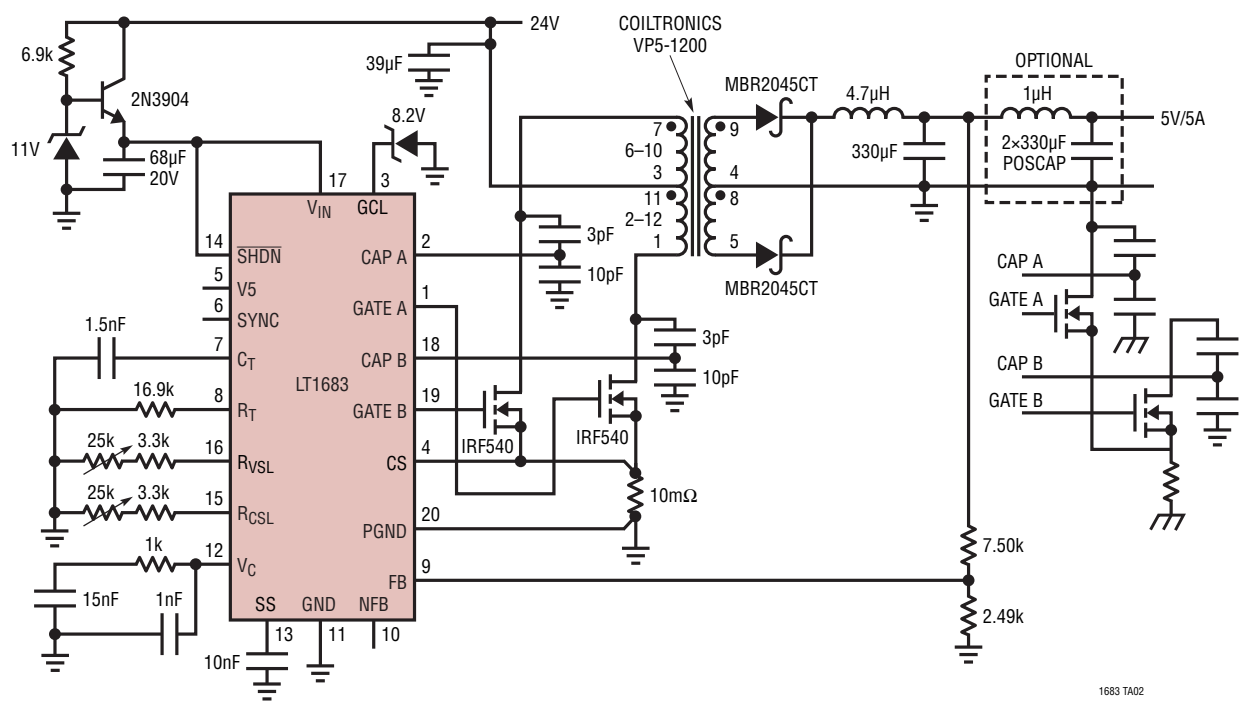 24V
COILTRONICS
VP5-1200
6.9k
39µF
OPTIONAL
MBR2045CT
4.7µH
1µH
2N3904
8.2V
5V/5A
11V
68µF
20V
7
6–10
3
11
2–12
1
9
4
8
5
330µF
2×330µF
POSCAP
MBR2045CT
17
3
V_IN
GCL
14
SHDN
2
CAP A
3pF
10pF
5
V5
6
SYNC
1
GATE A
1.5nF
7
C_T
18
CAP B
3pF
10pF
LT1683
16.9k
8
R_T
19
GATE B
IRF540
IRF540
25k
3.3k
16
R_VSL
4
CS
25k
3.3k
15
R_CSL
10mΩ
20
PGND
1k
12
V_C
9
FB
15nF
1nF
SS
GND
NFB
13
11
10
10nF
7.50k
2.49k
CAP A
GATE A
CAP B
GATE B
1683 TA02